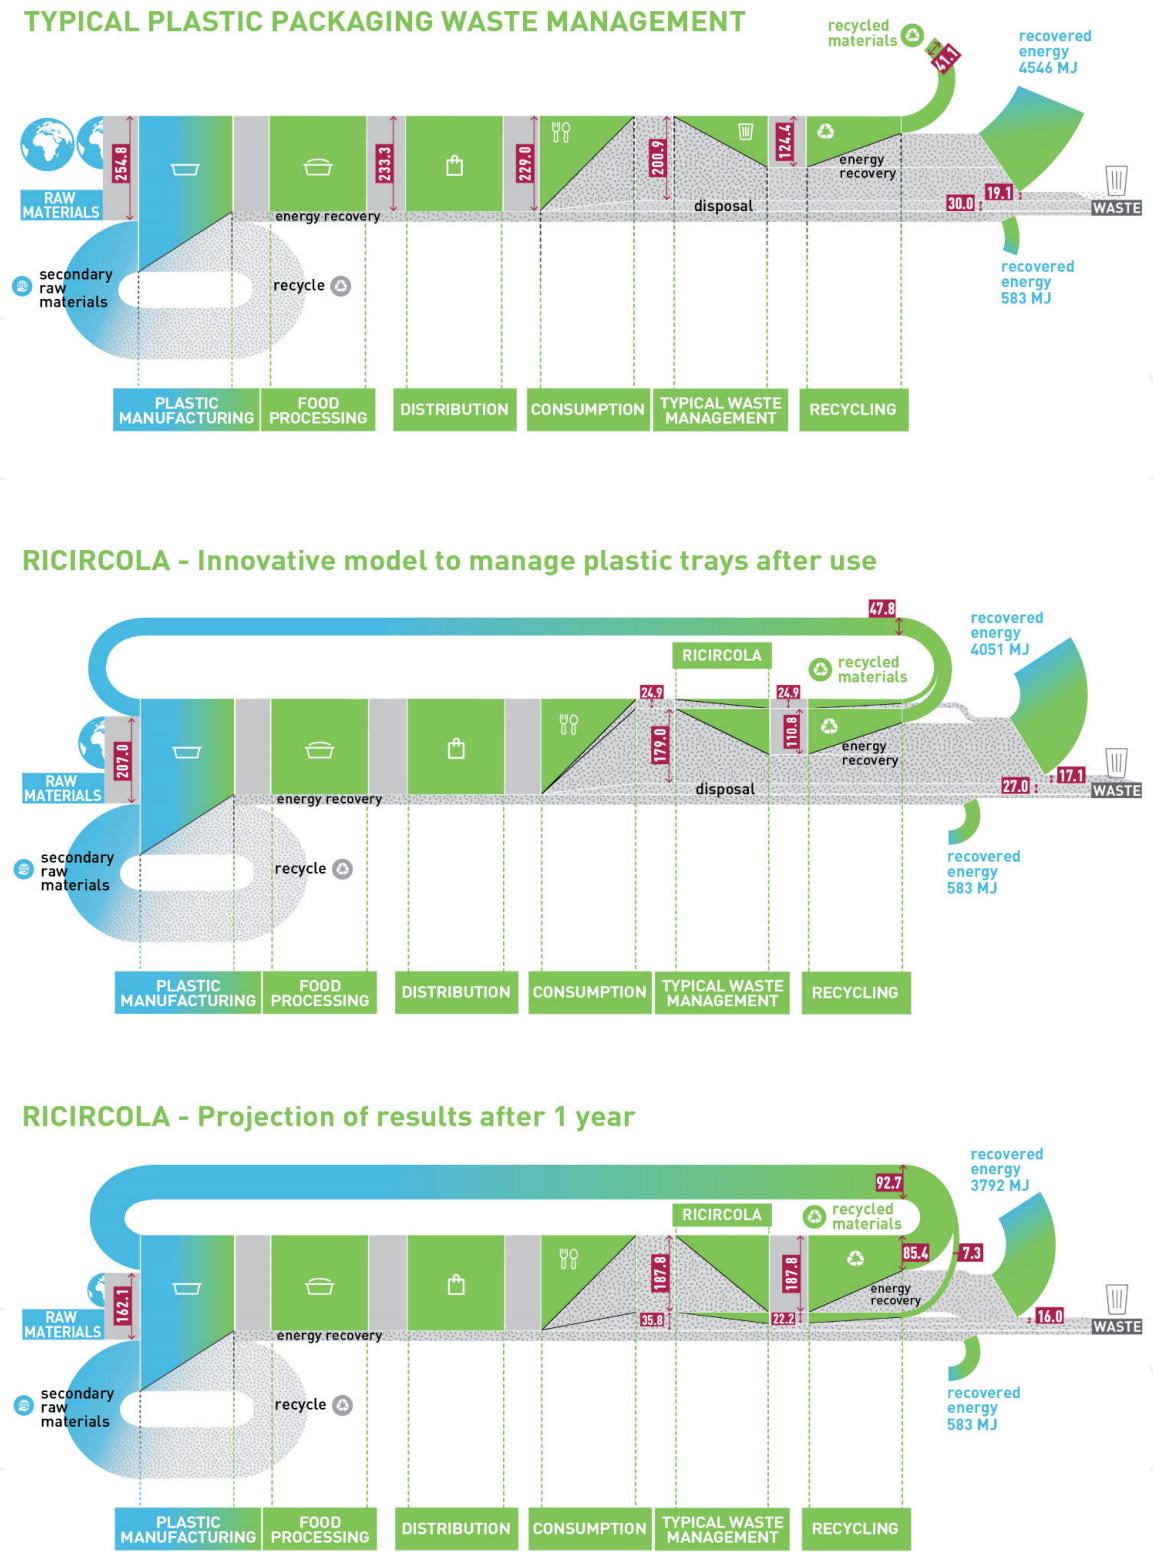 TYPICAL PLASTIC PACKAGING WASTE MANAGEMENT
recycled
materials
41.1
recovered
energy
4546 MJ
254.8
233.3
229.0
200.9
124.4
energy
recovery
RAW
MATERIALS
energy recovery
disposal
30.0
19.1
WASTE
secondary
raw
materials
recycle
recovered
energy
583 MJ
PLASTIC
MANUFACTURING
FOOD
PROCESSING
DISTRIBUTION
CONSUMPTION
TYPICAL WASTE
MANAGEMENT
RECYCLING
RICIRCOLA - Innovative model to manage plastic trays after use
47.8
recovered
energy
4051 MJ
RICIRCOLA
recycled
materials
24.9
24.9
207.0
179.0
110.8
energy
recovery
RAW
MATERIALS
energy recovery
disposal
27.0
17.1
WASTE
secondary
raw
materials
recycle
recovered
energy
583 MJ
PLASTIC
MANUFACTURING
FOOD
PROCESSING
DISTRIBUTION
CONSUMPTION
TYPICAL WASTE
MANAGEMENT
RECYCLING
RICIRCOLA - Projection of results after 1 year
recovered
energy
3792 MJ
92.7
RICIRCOLA
recycled
materials
187.8
187.8
85.4
7.3
162.1
energy
recovery
RAW
MATERIALS
energy recovery
35.8
22.2
16.0
WASTE
secondary
raw
materials
recycle
recovered
energy
583 MJ
PLASTIC
MANUFACTURING
FOOD
PROCESSING
DISTRIBUTION
CONSUMPTION
TYPICAL WASTE
MANAGEMENT
RECYCLING